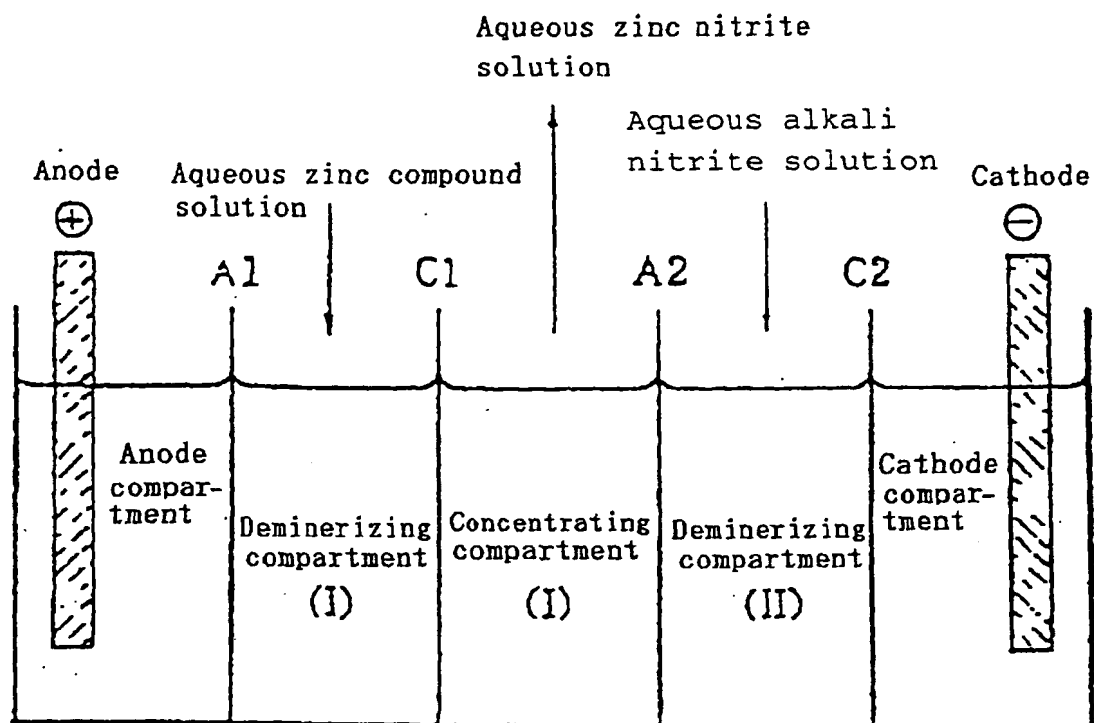 Aqueous zinc nitrite
solution
Aqueous alkali
nitrite solution
Anode
Aqueous zinc compound
solution
Cathode
+
−
A1
C1
A2
C2
Anode
compar-
tment
Deminerizing
compartment
(I)
Concentrating
compartment
(I)
Deminerizing
compartment
(II)
Cathode
compar-
tment